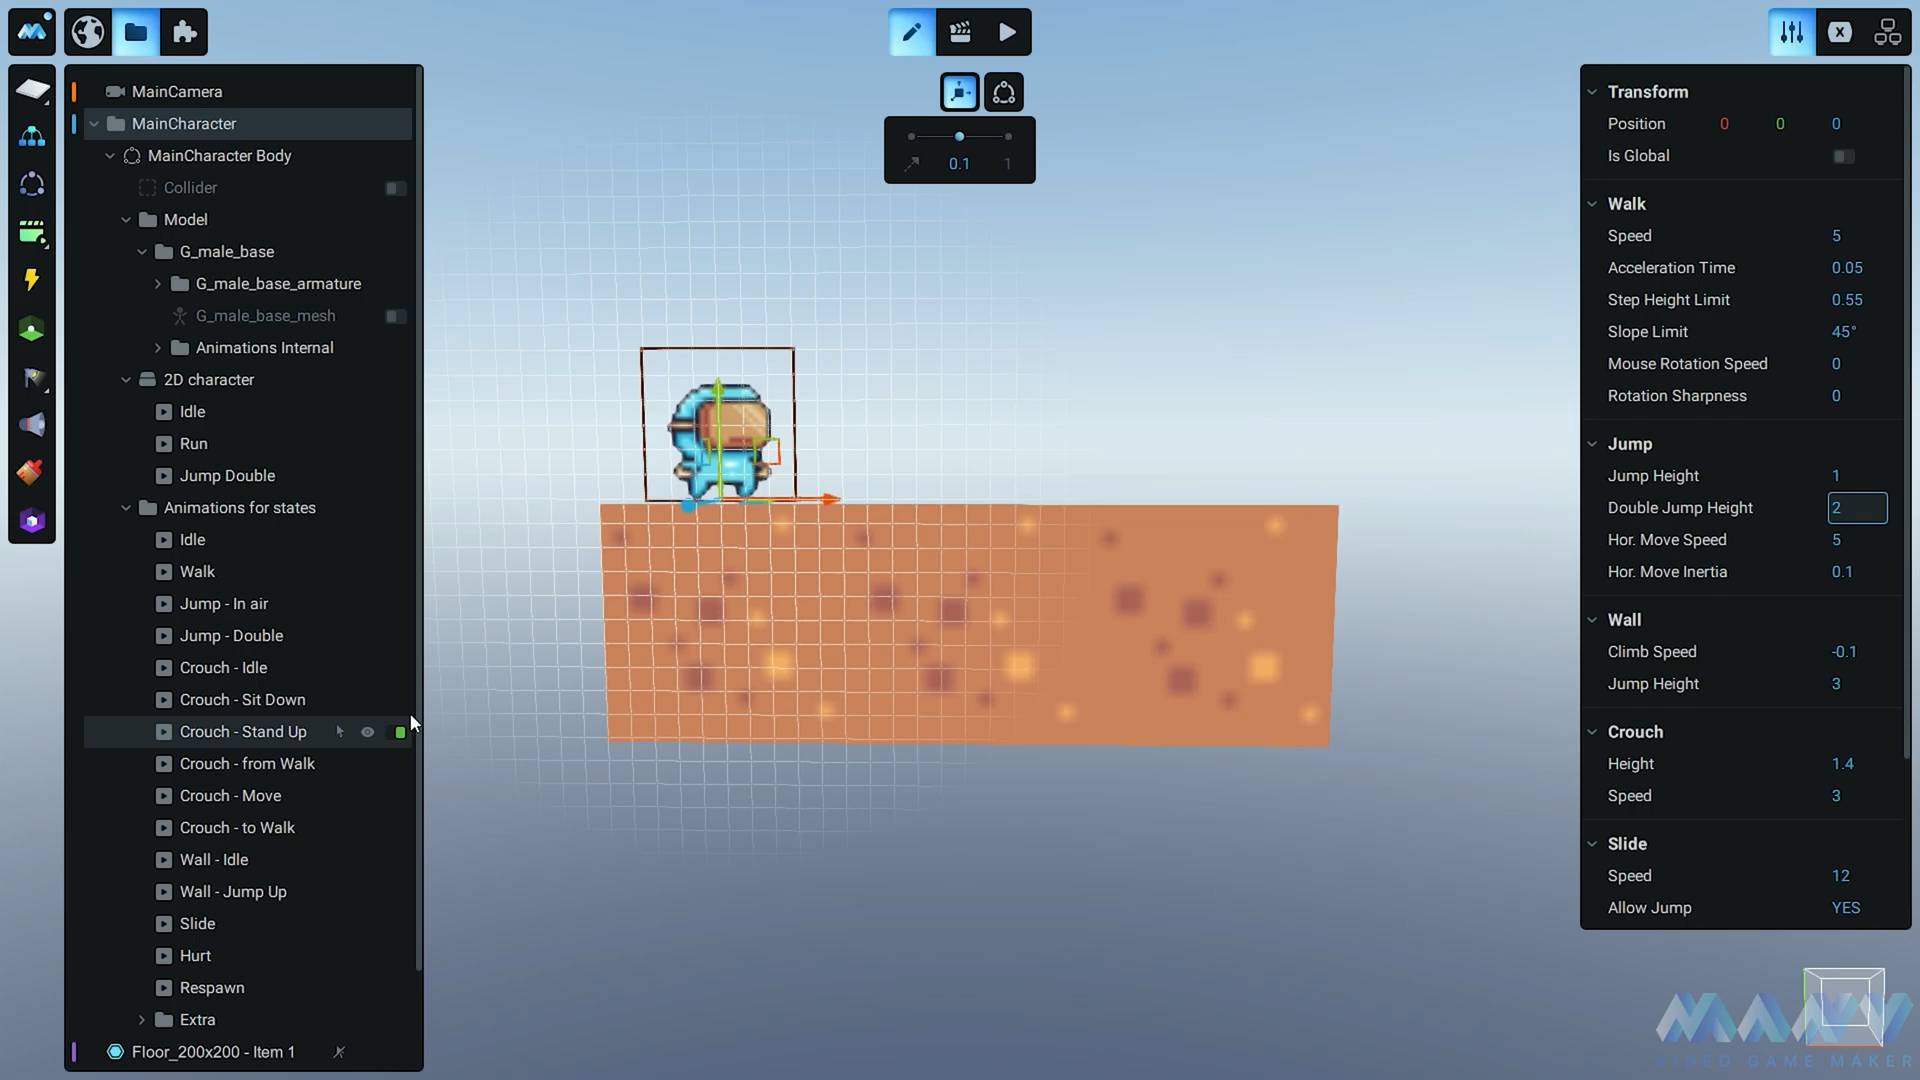 MainCamera
MainCharacter
MainCharacter Body
Collider
Model
G_male_base
G_male_base_armature
G_male_base_mesh
Animations Internal
2D character
Idle
Run
Jump Double
Animations for states
Idle
Walk
Jump - In air
Jump - Double
Crouch - Idle
Crouch - Sit Down
Crouch - Stand Up
Crouch - from Walk
Crouch - Move
Crouch - to Walk
Wall - Idle
Wall - Jump Up
Slide
Hurt
Respawn
Extra
Floor_200x200 - Item 1
0.1 1
Transform
Position 0 0 0
Is Global
Walk
Speed 5
Acceleration Time 0.05
Step Height Limit 0.55
Slope Limit 45°
Mouse Rotation Speed 0
Rotation Sharpness 0
Jump
Jump Height 1
Double Jump Height 2
Hor. Move Speed 5
Hor. Move Inertia 0.1
Wall
Climb Speed -0.1
Jump Height 3
Crouch
Height 1.4
Speed 3
Slide
Speed 12
Allow Jump YES
VIDEO GAME MAKER